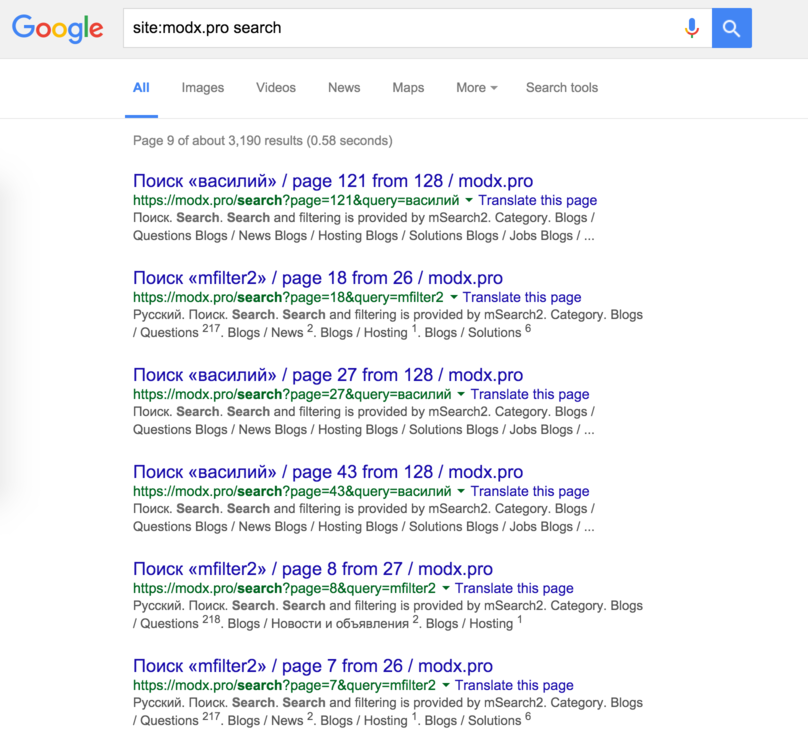 Google
site:modx.pro search
All Images Videos News Maps More Search tools
Page 9 of about 3,190 results (0.58 seconds)
Поиск «василий» / page 121 from 128 / modx.pro
https://modx.pro/search?page=121&query=василий Translate this page
Поиск. Search. Search and filtering is provided by mSearch2. Category. Blogs /
Questions Blogs / News Blogs / Hosting Blogs / Solutions Blogs / Jobs Blogs / ...
Поиск «mfilter2» / page 18 from 26 / modx.pro
https://modx.pro/search?page=18&query=mfilter2 Translate this page
Русский. Поиск. Search. Search and filtering is provided by mSearch2. Category. Blogs
/ Questions 217. Blogs / News 2. Blogs / Hosting 1. Blogs / Solutions 6
Поиск «василий» / page 27 from 128 / modx.pro
https://modx.pro/search?page=27&query=василий Translate this page
Поиск. Search. Search and filtering is provided by mSearch2. Category. Blogs /
Questions Blogs / News Blogs / Hosting Blogs / Solutions Blogs / Jobs Blogs / ...
Поиск «василий» / page 43 from 128 / modx.pro
https://modx.pro/search?page=43&query=василий Translate this page
Поиск. Search. Search and filtering is provided by mSearch2. Category. Blogs /
Questions Blogs / News Blogs / Hosting Blogs / Solutions Blogs / Jobs Blogs / ...
Поиск «mfilter2» / page 8 from 27 / modx.pro
https://modx.pro/search?page=8&query=mfilter2 Translate this page
Русский. Поиск. Search. Search and filtering is provided by mSearch2. Category. Blogs
/ Questions 218. Blogs / Новости и объявления 2. Blogs / Hosting 1
Поиск «mfilter2» / page 7 from 26 / modx.pro
https://modx.pro/search?page=7&query=mfilter2 Translate this page
Русский. Поиск. Search. Search and filtering is provided by mSearch2. Category. Blogs
/ Questions 217. Blogs / News 2. Blogs / Hosting 1. Blogs / Solutions 6